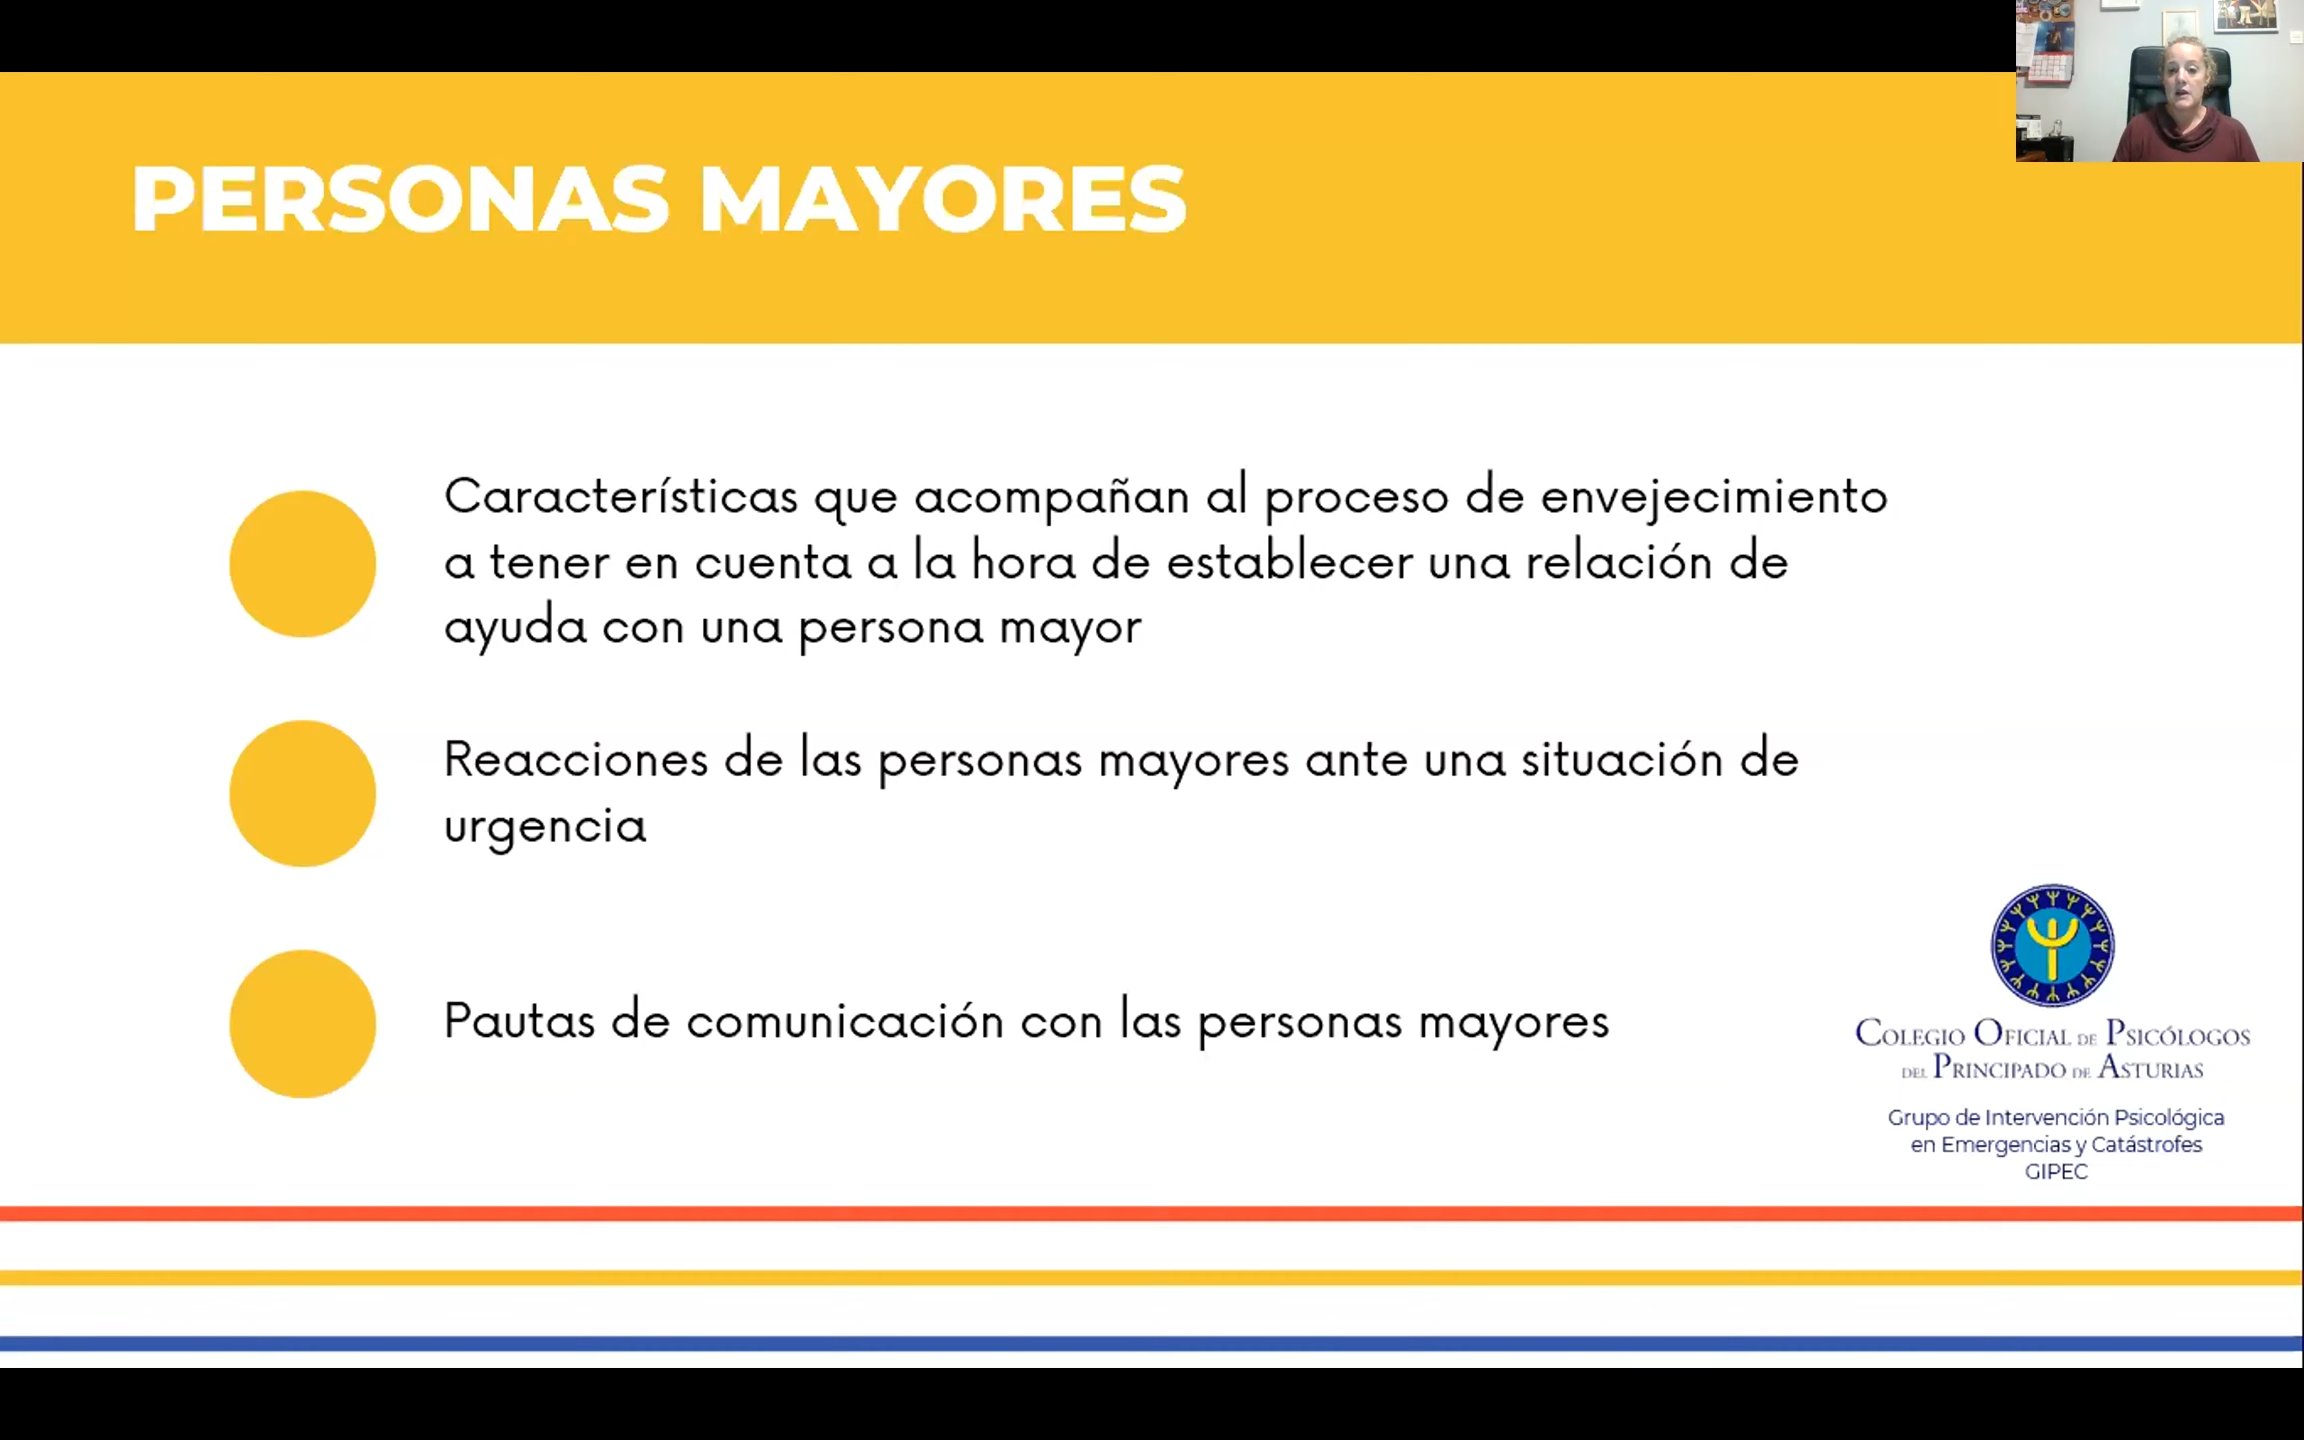 PERSONAS MAYORES
Características que acompañan al proceso de envejecimiento
a tener en cuenta a la hora de establecer una relación de
ayuda con una persona mayor
Reacciones de las personas mayores ante una situación de
urgencia
Pautas de comunicación con las personas mayores
COLEGIO OFICIAL DE PSICÓLOGOS
DEL PRINCIPADO DE ASTURIAS
Grupo de Intervención Psicológica
en Emergencias y Catástrofes
GIPEC